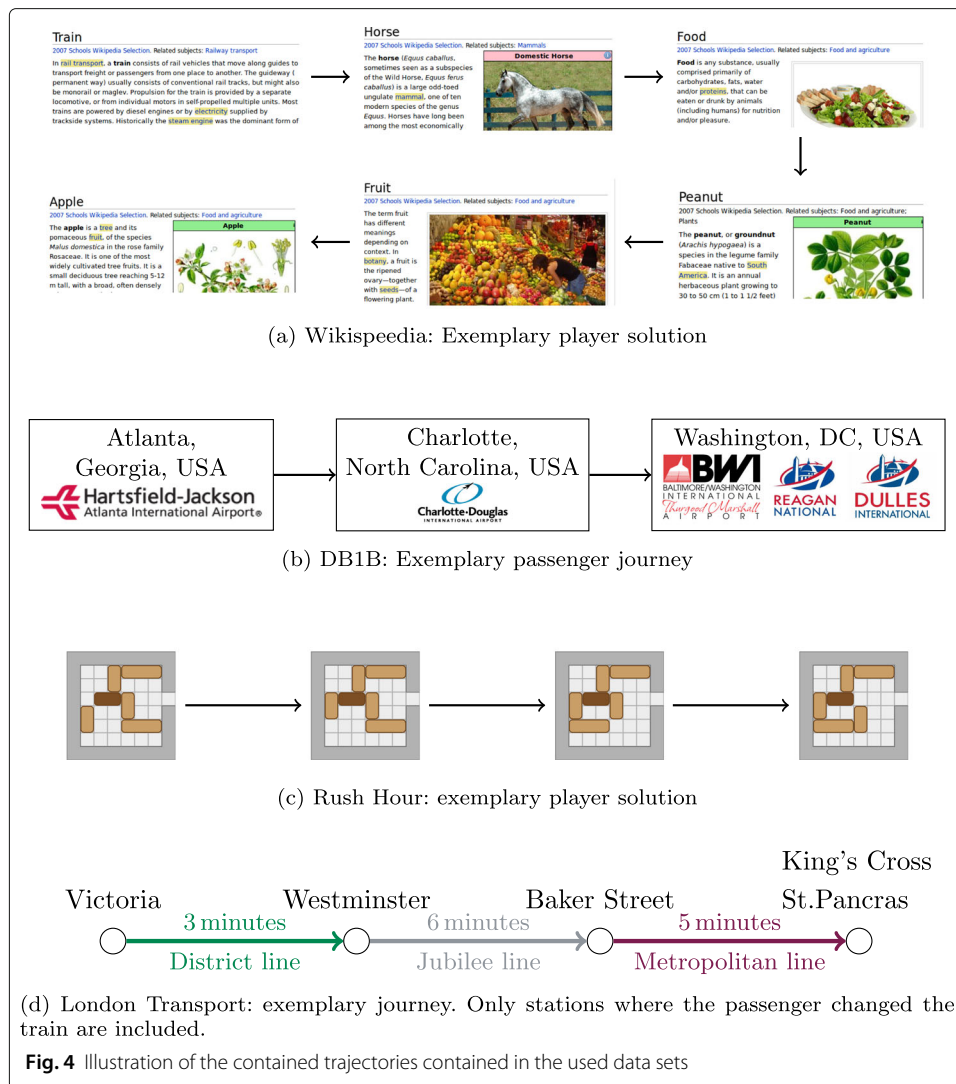 Train
2007 Schools Wikipedia Selection. Related subjects: Railway transport
In rail transport, a train consists of rail vehicles that move along guides to
transport freight or passengers from one place to another. The guideway (
permanent way) usually consists of conventional rail tracks, but might also
be monorail or maglev. Propulsion for the train is provided by a separate
locomotive, or from individual motors in self-propelled multiple units. Most
trains are powered by diesel engines or by electricity supplied by
trackside systems. Historically the steam engine was the dominant form of
Horse
2007 Schools Wikipedia Selection. Related subjects: Mammals
The horse (Equus caballus,
sometimes seen as a subspecies
of the Wild Horse, Equus ferus
caballus) is a large odd-toed
ungulate mammal, one of ten
modern species of the genus
Equus. Horses have long been
among the most economically
Domestic Horse
Food
2007 Schools Wikipedia Selection. Related subjects: Food and agriculture
Food is any substance, usually
comprised primarily of
carbohydrates, fats, water
and/or proteins, that can be
eaten or drunk by animals
(including humans) for nutrition
and/or pleasure.
Apple
2007 Schools Wikipedia Selection. Related subjects: Food and agriculture
The apple is a tree and its
pomaceous fruit, of the species
Malus domestica in the rose family
Rosaceae. It is one of the most
widely cultivated tree fruits. It is a
small deciduous tree reaching 5-12
m tall, with a broad, often densely
Apple
Fruit
2007 Schools Wikipedia Selection. Related subjects: Food and agriculture
The term fruit
has different
meanings
depending on
context. In
botany, a fruit is
the ripened
ovary—together
with seeds—of a
flowering plant.
Peanut
2007 Schools Wikipedia Selection. Related subjects: Food and agriculture;
Plants
The peanut, or groundnut
(Arachis hypogaea) is a
species in the legume family
Fabaceae native to South
America. It is an annual
herbaceous plant growing to
30 to 50 cm (1 to 1 1/2 feet)
Peanut
(a) Wikispeedia: Exemplary player solution
Atlanta,
Georgia, USA
Hartsfield-Jackson
Atlanta International Airport®
Charlotte,
North Carolina, USA
Charlotte·Douglas
INTERNATIONAL AIRPORT
Washington, DC, USA
BWI
BALTIMORE/WASHINGTON
INTERNATIONAL
Thurgood Marshall
AIRPORT
REAGAN
NATIONAL
DULLES
INTERNATIONAL
(b) DB1B: Exemplary passenger journey
(c) Rush Hour: exemplary player solution
Victoria
Westminster
Baker Street
King's Cross
St.Pancras
3 minutes
6 minutes
5 minutes
District line
Jubilee line
Metropolitan line
(d) London Transport: exemplary journey. Only stations where the passenger changed the
train are included.
Fig. 4 Illustration of the contained trajectories contained in the used data sets